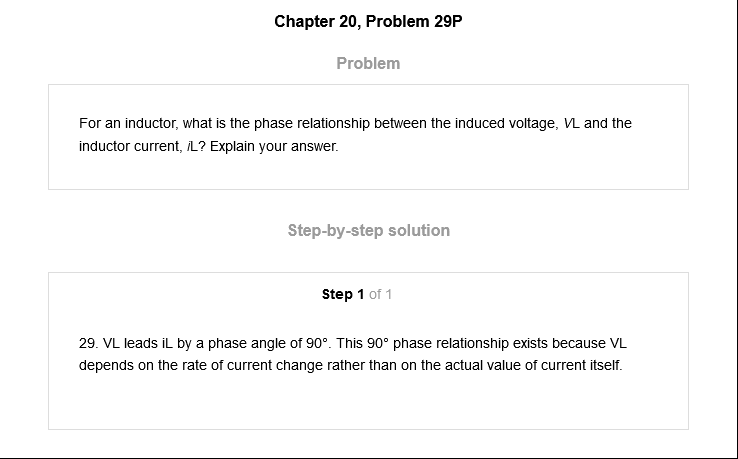 Chapter 20, Problem 29P
Problem
For an inductor, what is the phase relationship between the induced voltage, VL and the
inductor current, iL? Explain your answer.
Step-by-step solution
Step 1 of 1
29. VL leads iL by a phase angle of 90°. This 90° phase relationship exists because VL
depends on the rate of current change rather than on the actual value of current itself.